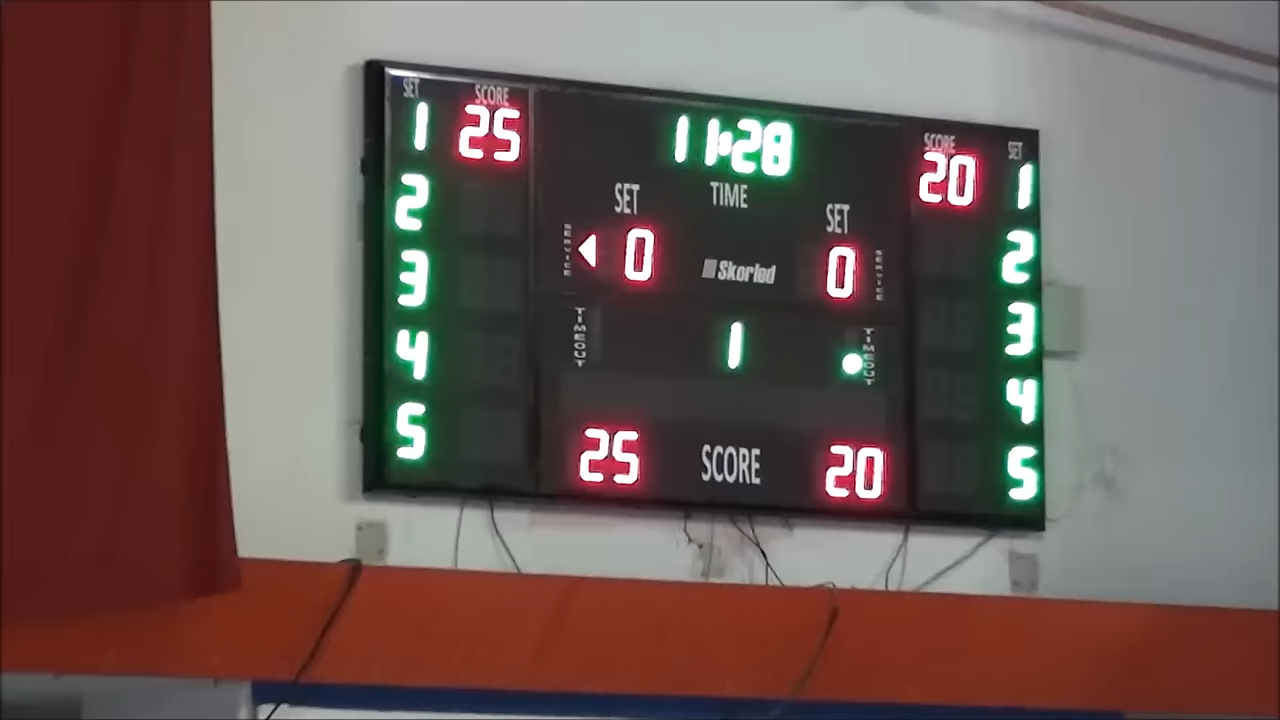 SET SCORE
1 25
2
3
4
5
11:28
TIME
SET
SET
SERVICE
0
Skorled
0
SERVICE
TIMEOUT
1
TIMEOUT
25 SCORE 20
SCORE SET
20 1
2
3
4
5